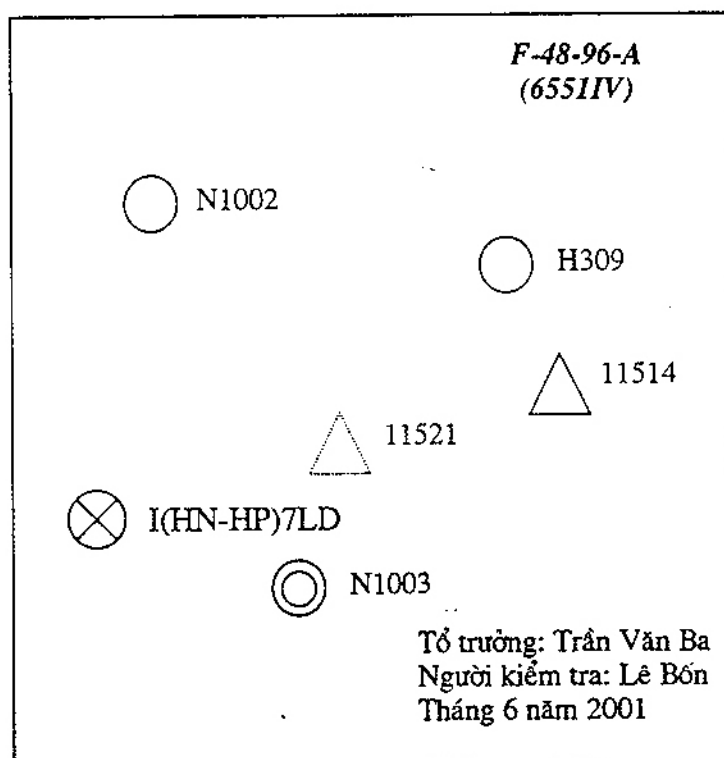 F-48-96-A
(6551IV)
N1002
H309
11514
11521
I(HN-HP)7LD
N1003
Tổ trưởng: Trần Văn Ba
Người kiểm tra: Lê Bốn
Tháng 6 năm 2001